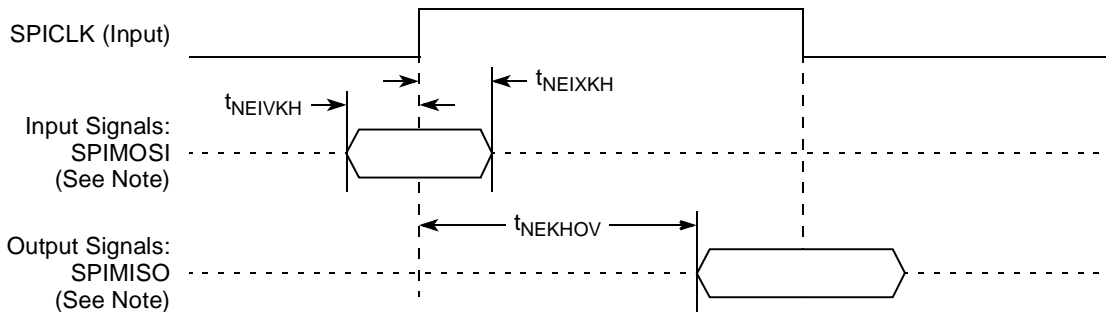 SPICLK (Input)
tNEIXKH
tNEIVKH
Input Signals:
SPIMOSI
(See Note)
tNEKHOV
Output Signals:
SPIMISO
(See Note)